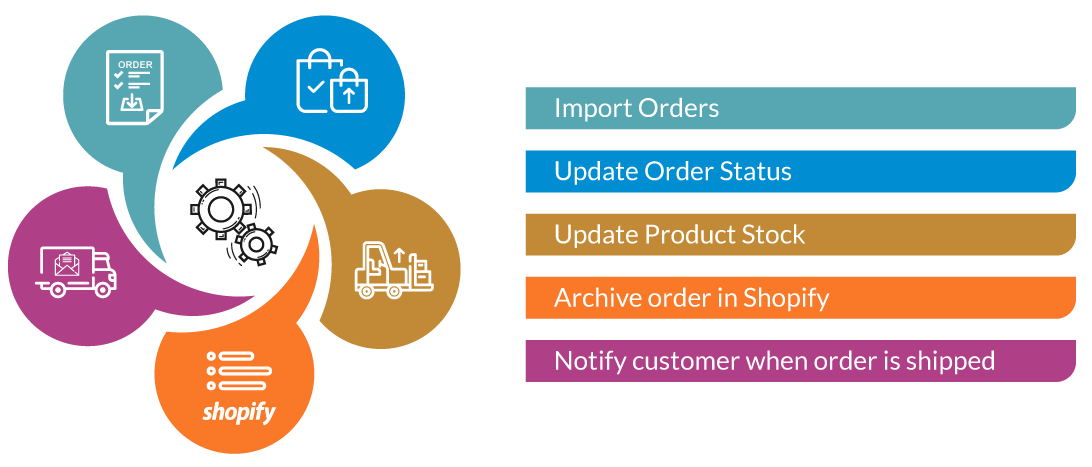 ORDER
shopify
Import Orders
Update Order Status
Update Product Stock
Archive order in Shopify
Notify customer when order is shipped